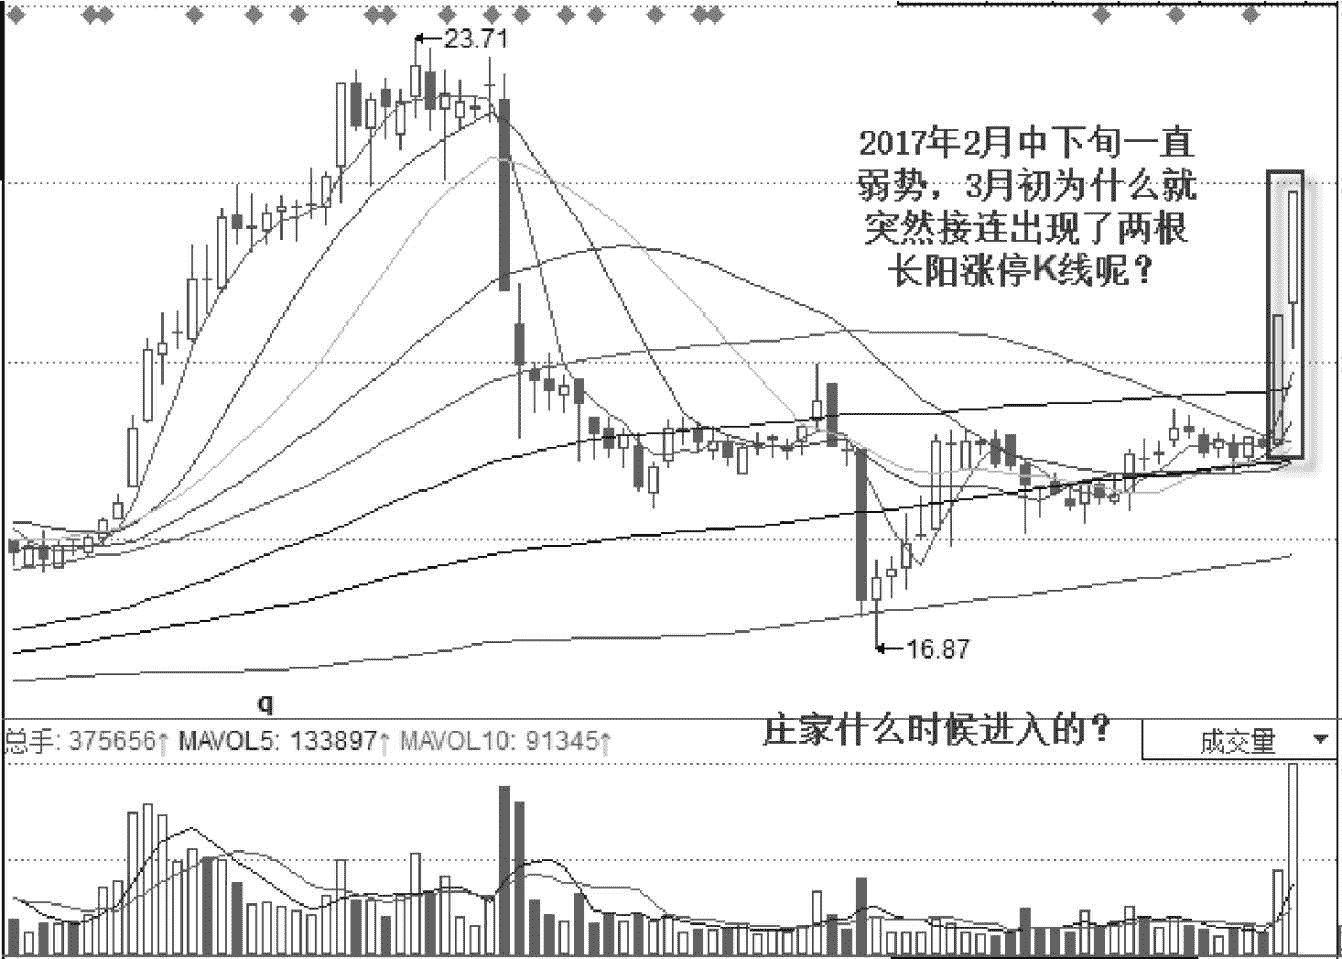 23.71
2017年2月中下旬一直
弱势，3月初为什么就
突然接连出现了两根
长阳涨停K线呢？
16.87
q
庄家什么时候进入的？
总手: 375656↑ MAVOL5: 133897↑ MAVOL10: 91345↑
成交量